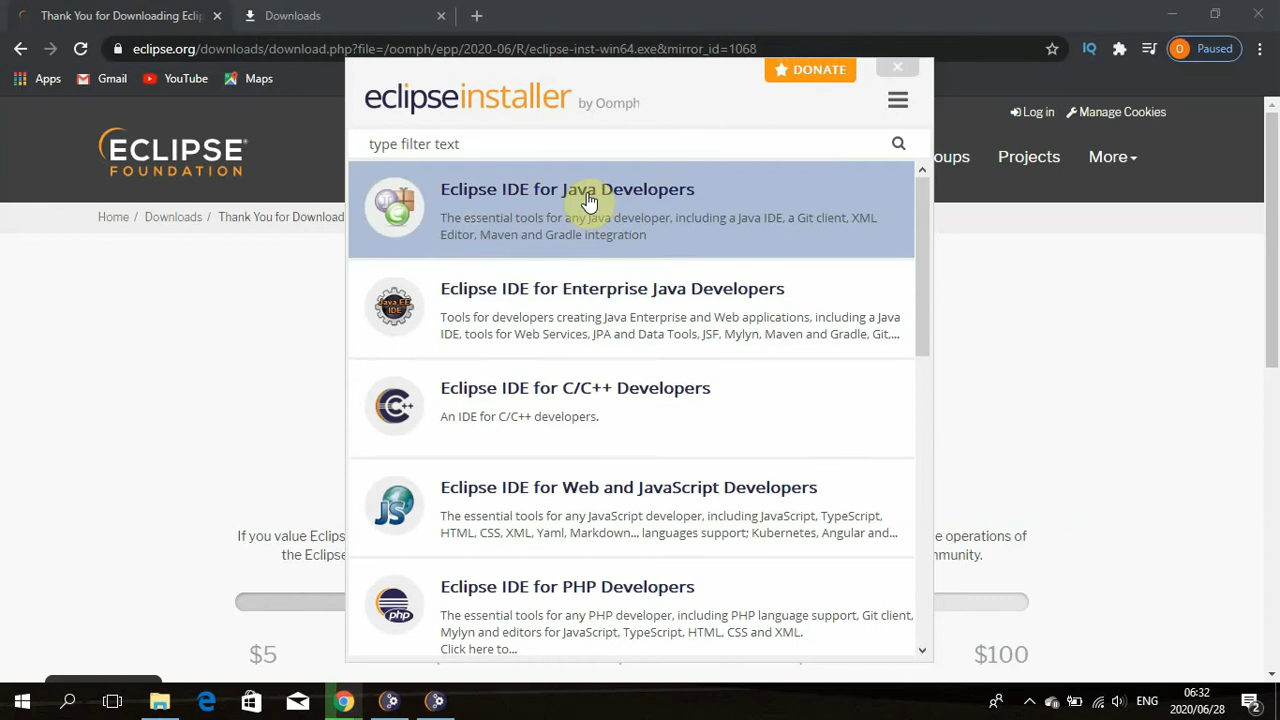 Thank You for Downloading Ecli
Downloads
eclipse.org/downloads/download.php?file=/oomph/epp/2020-06/R/eclipse-inst-win64.exe&mirror_id=1068
IQ
O Paused
Apps
Gmail
YouTube
Maps
DONATE
eclipseinstaller by Oomph
type filter text
Log in
Manage Cookies
ECLIPSE
FOUNDATION
oups
Projects
More
Home / Downloads / Thank You for Download
Eclipse IDE for Java Developers
The essential tools for any Java developer, including a Java IDE, a Git client, XML
Editor, Maven and Gradle integration
Eclipse IDE for Enterprise Java Developers
Tools for developers creating Java Enterprise and Web applications, including a Java
IDE, tools for Web Services, JPA and Data Tools, JSF, Mylyn, Maven and Gradle, Git,...
Java EE
IDE
Eclipse IDE for C/C++ Developers
An IDE for C/C++ developers.
C++
Eclipse IDE for Web and JavaScript Developers
The essential tools for any JavaScript developer, including JavaScript, TypeScript,
HTML, CSS, XML, Yaml, Markdown... languages support; Kubernetes, Angular and...
JS
If you value Eclips
e operations of
the Eclipse
mmunity.
Eclipse IDE for PHP Developers
The essential tools for any PHP developer, including PHP language support, Git client,
Mylyn and editors for JavaScript, TypeScript, HTML, CSS and XML.
Click here to...
php
$5
$100
ENG
06:32
2020/06/28
2